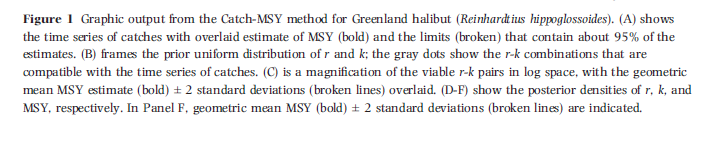 Figure 1 Graphic output from the Catch-MSY method for Greenland halibut (Reinhardtius hippoglossoides). (A) shows
the time series of catches with overlaid estimate of MSY (bold) and the limits (broken) that contain about 95% of the
estimates. (B) frames the prior uniform distribution of r and k; the gray dots show the r-k combinations that are
compatible with the time series of catches. (C) is a magnification of the viable r-k pairs in log space, with the geometric
mean MSY estimate (bold) ± 2 standard deviations (broken lines) overlaid. (D-F) show the posterior densities of r, k, and
MSY, respectively. In Panel F, geometric mean MSY (bold) ± 2 standard deviations (broken lines) are indicated.